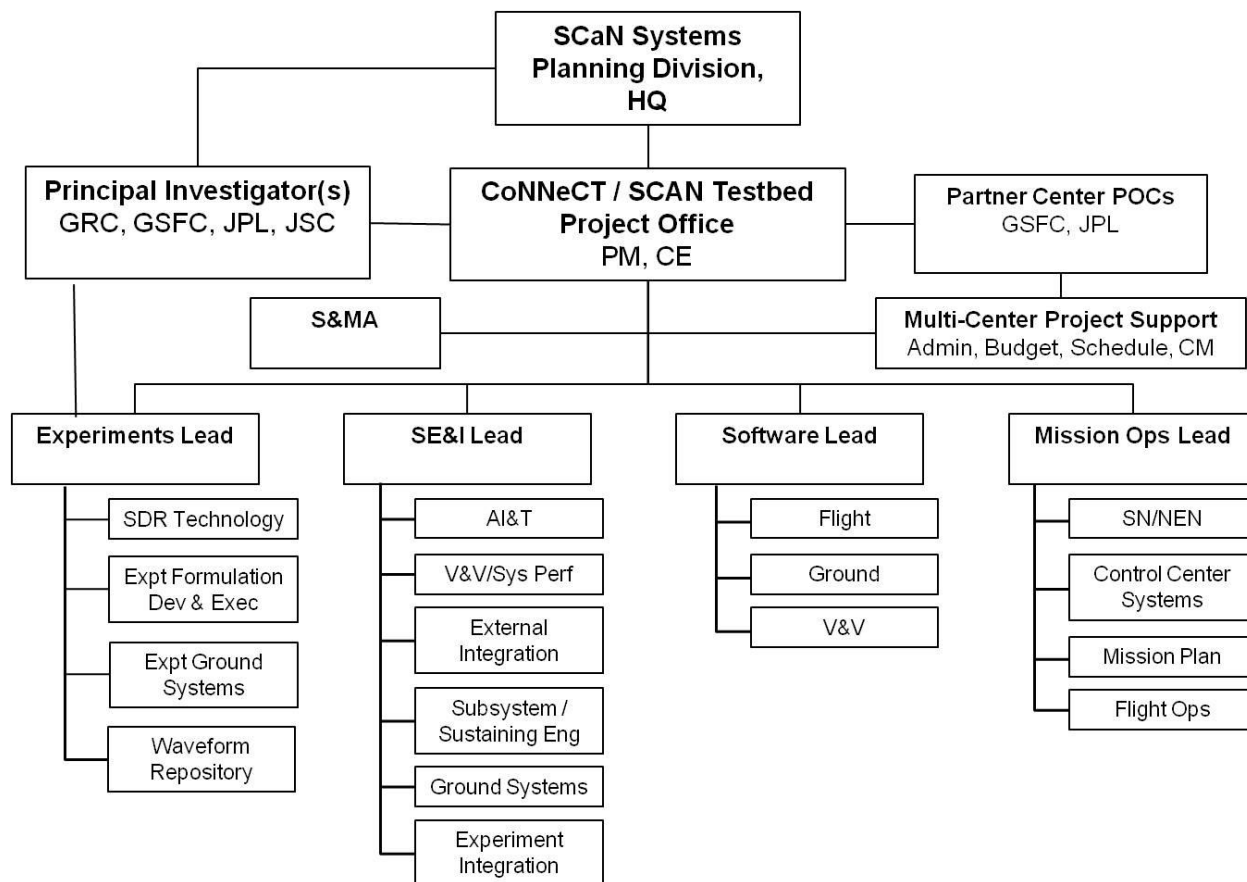 SCaN Systems
Planning Division,
HQ
Principal Investigator(s)
GRC, GSFC, JPL, JSC
CoNNeCT / SCAN Testbed
Project Office
PM, CE
Partner Center POCs
GSFC, JPL
S&MA
Multi-Center Project Support
Admin, Budget, Schedule, CM
Experiments Lead
SDR Technology
Expt Formulation
Dev & Exec
Expt Ground
Systems
Waveform
Repository
SE&I Lead
AI&T
V&V/Sys Perf
External
Integration
Subsystem /
Sustaining Eng
Ground Systems
Experiment
Integration
Software Lead
Flight
Ground
V&V
Mission Ops Lead
SN/NEN
Control Center
Systems
Mission Plan
Flight Ops